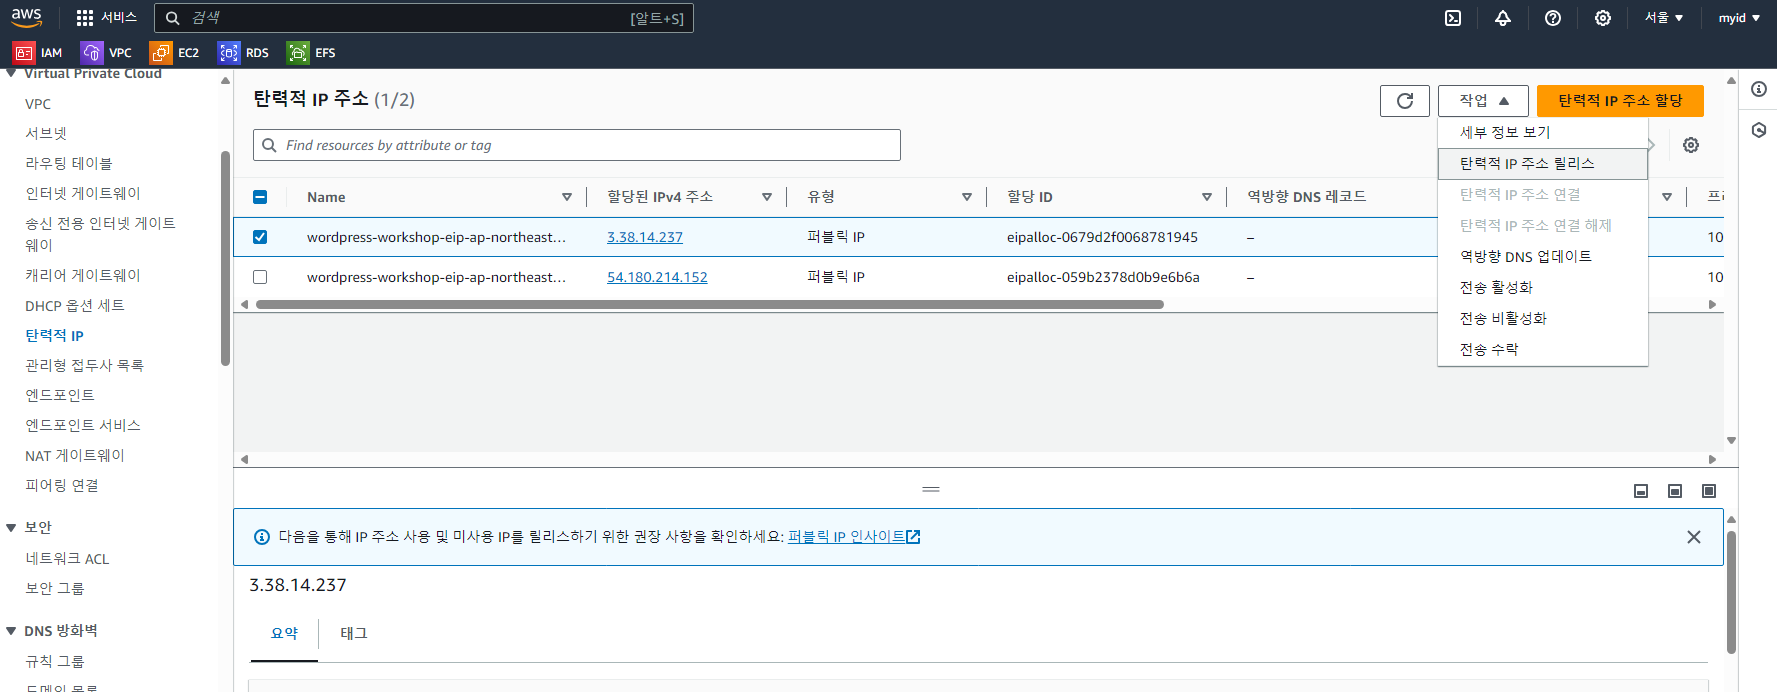 aws 서비스 검색 [알트+S] 서울 myid
IAM VPC EC2 RDS EFS
Virtual Private Cloud
VPC
서브넷
라우팅 테이블
인터넷 게이트웨이
송신 전용 인터넷 게이트
웨이
캐리어 게이트웨이
DHCP 옵션 세트
탄력적 IP
관리형 접두사 목록
엔드포인트
엔드포인트 서비스
NAT 게이트웨이
피어링 연결
보안
네트워크 ACL
보안 그룹
DNS 방화벽
규칙 그룹
도메인 목록
탄력적 IP 주소 (1/2)
작업
탄력적 IP 주소 할당
Find resources by attribute or tag
세부 정보 보기
탄력적 IP 주소 릴리스
탄력적 IP 주소 연결
탄력적 IP 주소 연결 해제
역방향 DNS 업데이트
전송 활성화
전송 비활성화
전송 수락
Name 할당된 IPv4 주소 유형 할당 ID 역방향 DNS 레코드
wordpress-workshop-eip-ap-northeast... 3.38.14.237 퍼블릭 IP eipalloc-0679d2f0068781945 – 10
wordpress-workshop-eip-ap-northeast... 54.180.214.152 퍼블릭 IP eipalloc-059b2378d0b9e6b6a – 10
다음을 통해 IP 주소 사용 및 미사용 IP를 릴리스하기 위한 권장 사항을 확인하세요: 퍼블릭 IP 인사이트
3.38.14.237
요약 태그